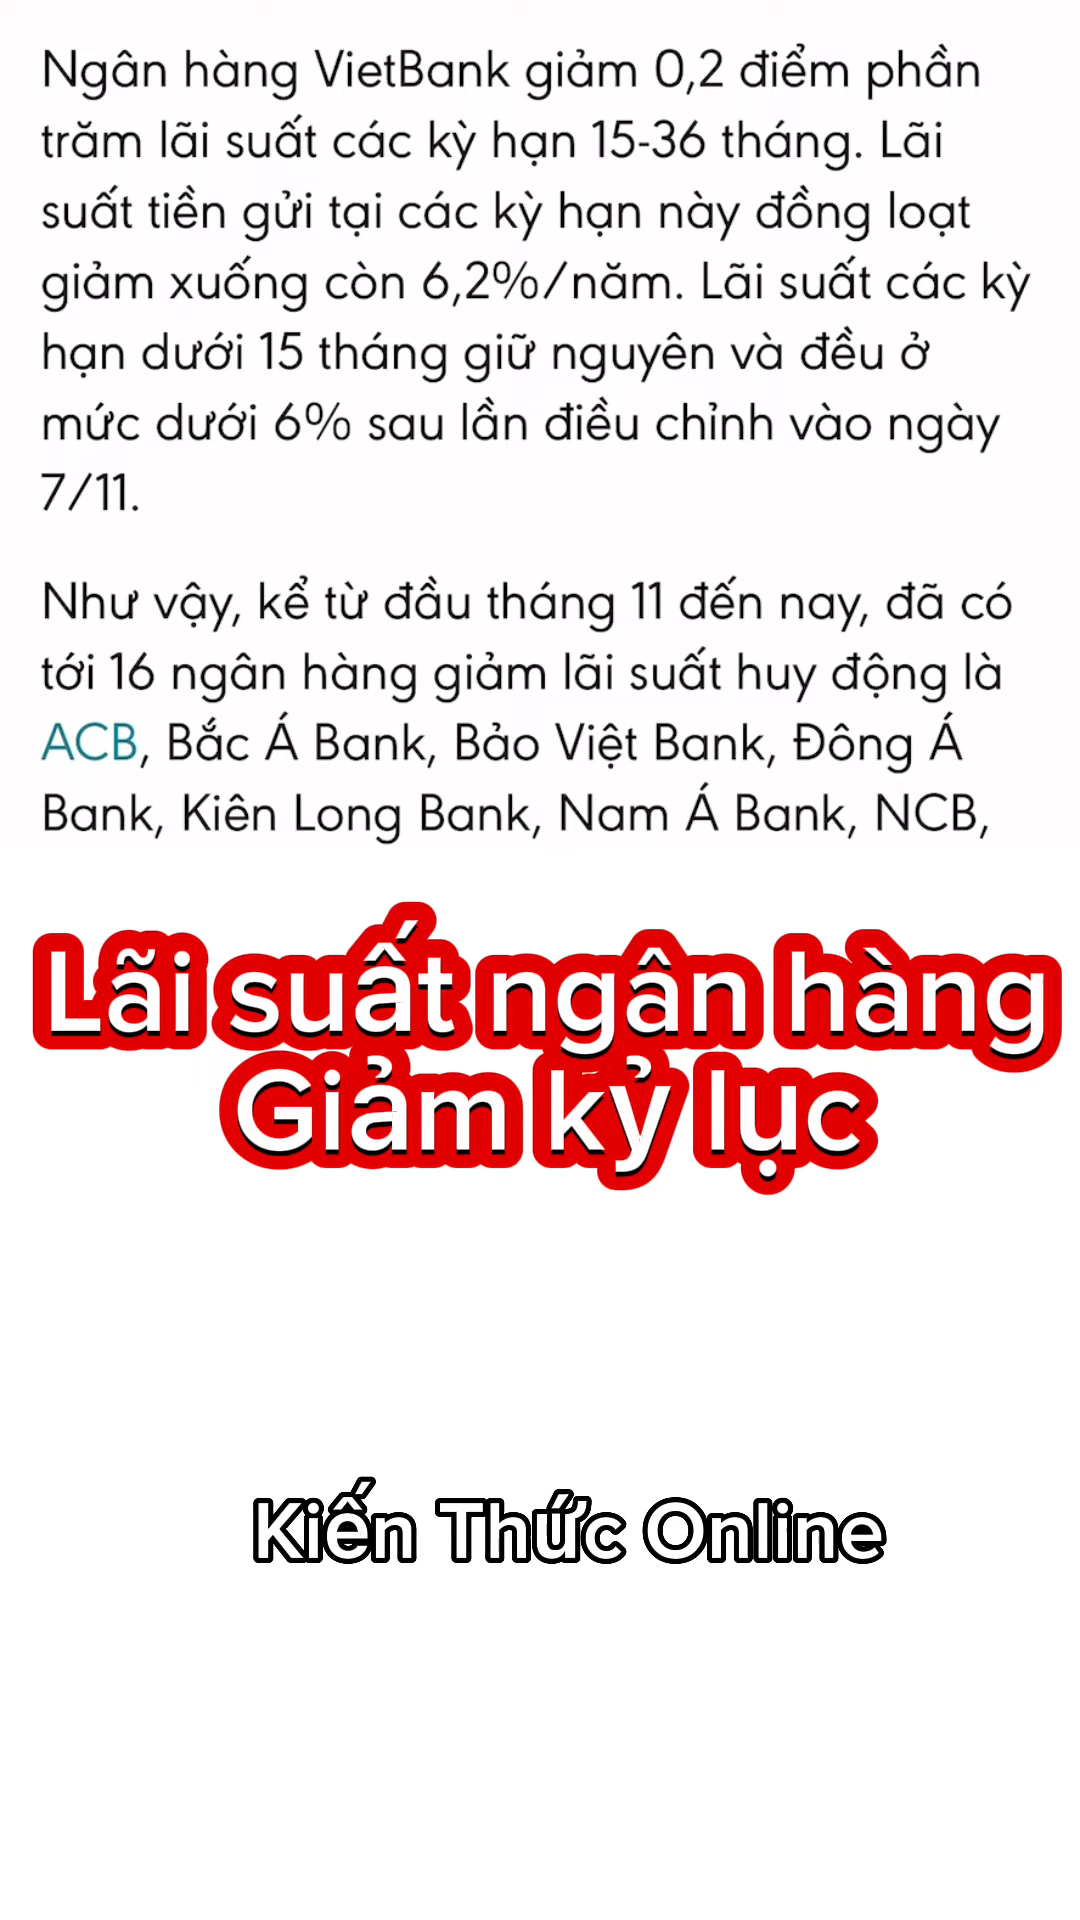 Ngân hàng VietBank giảm 0,2 điểm phần
trăm lãi suất các kỳ hạn 15-36 tháng. Lãi
suất tiền gửi tại các kỳ hạn này đồng loạt
giảm xuống còn 6,2%/năm. Lãi suất các kỳ
hạn dưới 15 tháng giữ nguyên và đều ở
mức dưới 6% sau lần điều chỉnh vào ngày
7/11.
Như vậy, kể từ đầu tháng 11 đến nay, đã có
tới 16 ngân hàng giảm lãi suất huy động là
ACB, Bắc Á Bank, Bảo Việt Bank, Đông Á
Bank, Kiên Long Bank, Nam Á Bank, NCB,
Lãi suất ngân hàng
Giảm kỷ lục
Kiến Thức Online